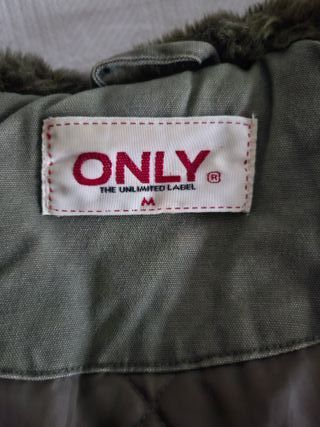 ONLY®
THE UNLIMITED LABEL
M